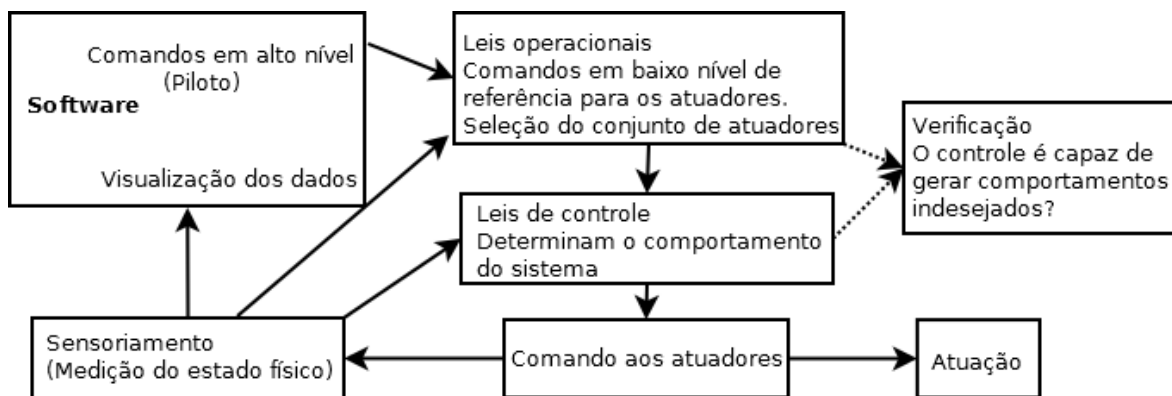 Comandos em alto nível
(Piloto)
Software
Visualização dos dados
Leis operacionais
Comandos em baixo nível de
referência para os atuadores.
Seleção do conjunto de atuadores
Verificação
O controle é capaz de
gerar comportamentos
indesejados?
Leis de controle
Determinam o comportamento
do sistema
Sensoriamento
(Medição do estado físico)
Comando aos atuadores
Atuação